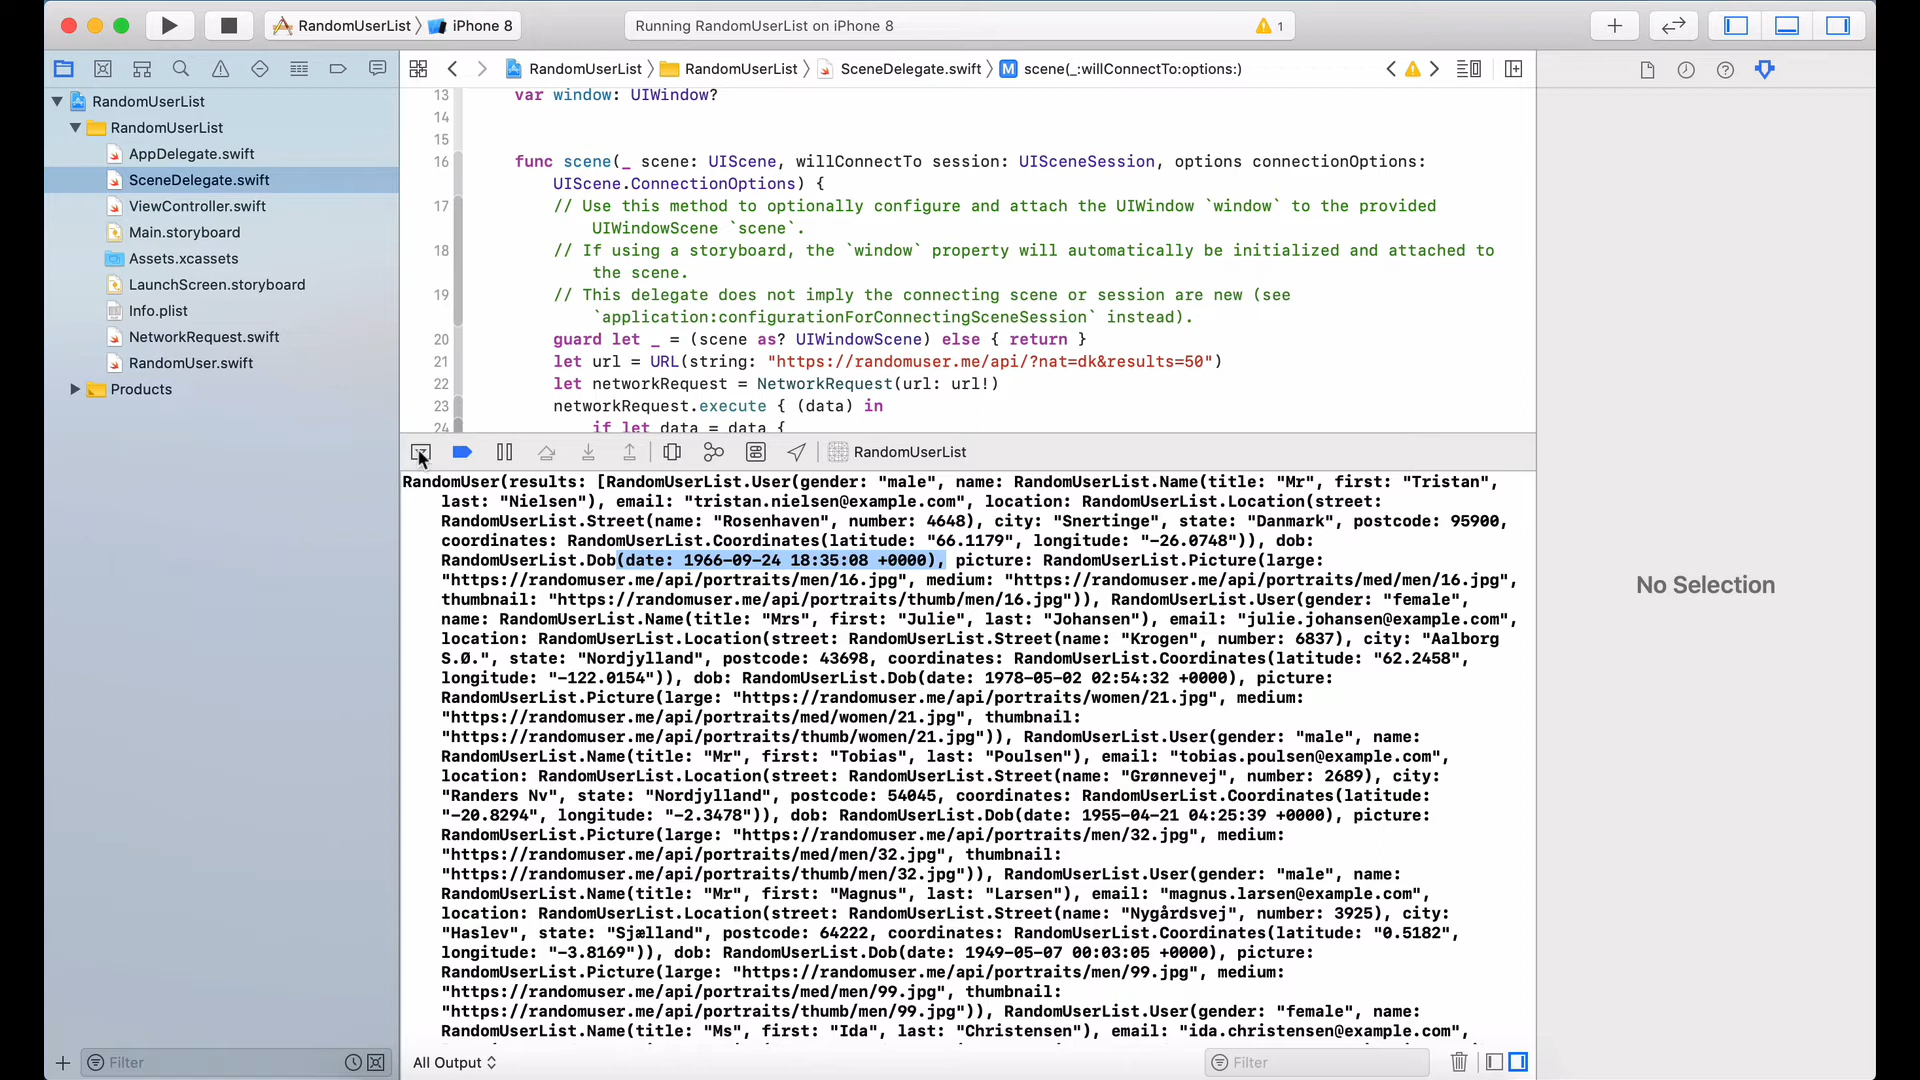 RandomUserList
iPhone 8
Running RandomUserList on iPhone 8
1
RandomUserList
RandomUserList
SceneDelegate.swift
M
scene(_:willConnectTo:options:)
RandomUserList
RandomUserList
AppDelegate.swift
SceneDelegate.swift
ViewController.swift
Main.storyboard
Assets.xcassets
LaunchScreen.storyboard
Info.plist
NetworkRequest.swift
RandomUser.swift
Products
13 var window: UIWindow?
14
15
16 func scene(_ scene: UIScene, willConnectTo session: UISceneSession, options connectionOptions:
UIScene.ConnectionOptions) {
17 // Use this method to optionally configure and attach the UIWindow `window` to the provided
UIWindowScene `scene`.
18 // If using a storyboard, the `window` property will automatically be initialized and attached to
the scene.
19 // This delegate does not imply the connecting scene or session are new (see
`application:configurationForConnectingSceneSession` instead).
20 guard let _ = (scene as? UIWindowScene) else { return }
21 let url = URL(string: "https://randomuser.me/api/?nat=dk&results=50")
22 let networkRequest = NetworkRequest(url: url!)
23 networkRequest.execute { (data) in
24 if let data = data {
RandomUserList
RandomUser(results: [RandomUserList.User(gender: "male", name: RandomUserList.Name(title: "Mr", first: "Tristan",
last: "Nielsen"), email: "tristan.nielsen@example.com", location: RandomUserList.Location(street:
RandomUserList.Street(name: "Rosenhaven", number: 4648), city: "Snertinge", state: "Danmark", postcode: 95900,
coordinates: RandomUserList.Coordinates(latitude: "66.1179", longitude: "-26.0748")), dob:
RandomUserList.Dob(date: 1966-09-24 18:35:08 +0000), picture: RandomUserList.Picture(large:
"https://randomuser.me/api/portraits/men/16.jpg", medium: "https://randomuser.me/api/portraits/med/men/16.jpg",
thumbnail: "https://randomuser.me/api/portraits/thumb/men/16.jpg")), RandomUserList.User(gender: "female",
name: RandomUserList.Name(title: "Mrs", first: "Julie", last: "Johansen"), email: "julie.johansen@example.com",
location: RandomUserList.Location(street: RandomUserList.Street(name: "Krogen", number: 6837), city: "Aalborg
S.Ø.", state: "Nordjylland", postcode: 43698, coordinates: RandomUserList.Coordinates(latitude: "62.2458",
longitude: "-122.0154")), dob: RandomUserList.Dob(date: 1978-05-02 02:54:32 +0000), picture:
RandomUserList.Picture(large: "https://randomuser.me/api/portraits/women/21.jpg", medium:
"https://randomuser.me/api/portraits/med/women/21.jpg", thumbnail:
"https://randomuser.me/api/portraits/thumb/women/21.jpg")), RandomUserList.User(gender: "male", name:
RandomUserList.Name(title: "Mr", first: "Tobias", last: "Poulsen"), email: "tobias.poulsen@example.com",
location: RandomUserList.Location(street: RandomUserList.Street(name: "Grønnevej", number: 2689), city:
"Randers Nv", state: "Nordjylland", postcode: 54045, coordinates: RandomUserList.Coordinates(latitude:
"-20.8294", longitude: "-2.3478")), dob: RandomUserList.Dob(date: 1955-04-21 04:25:39 +0000), picture:
RandomUserList.Picture(large: "https://randomuser.me/api/portraits/men/32.jpg", medium:
"https://randomuser.me/api/portraits/med/men/32.jpg", thumbnail:
"https://randomuser.me/api/portraits/thumb/men/32.jpg")), RandomUserList.User(gender: "male", name:
RandomUserList.Name(title: "Mr", first: "Magnus", last: "Larsen"), email: "magnus.larsen@example.com",
location: RandomUserList.Location(street: RandomUserList.Street(name: "Nygårdsvej", number: 3925), city:
"Haslev", state: "Sjælland", postcode: 64222, coordinates: RandomUserList.Coordinates(latitude: "0.5182",
longitude: "-3.8169")), dob: RandomUserList.Dob(date: 1949-05-07 00:03:05 +0000), picture:
RandomUserList.Picture(large: "https://randomuser.me/api/portraits/men/99.jpg", medium:
"https://randomuser.me/api/portraits/med/men/99.jpg", thumbnail:
"https://randomuser.me/api/portraits/thumb/men/99.jpg")), RandomUserList.User(gender: "female", name:
RandomUserList.Name(title: "Ms", first: "Ida", last: "Christensen"), email: "ida.christensen@example.com",
No Selection
Filter
All Output
Filter